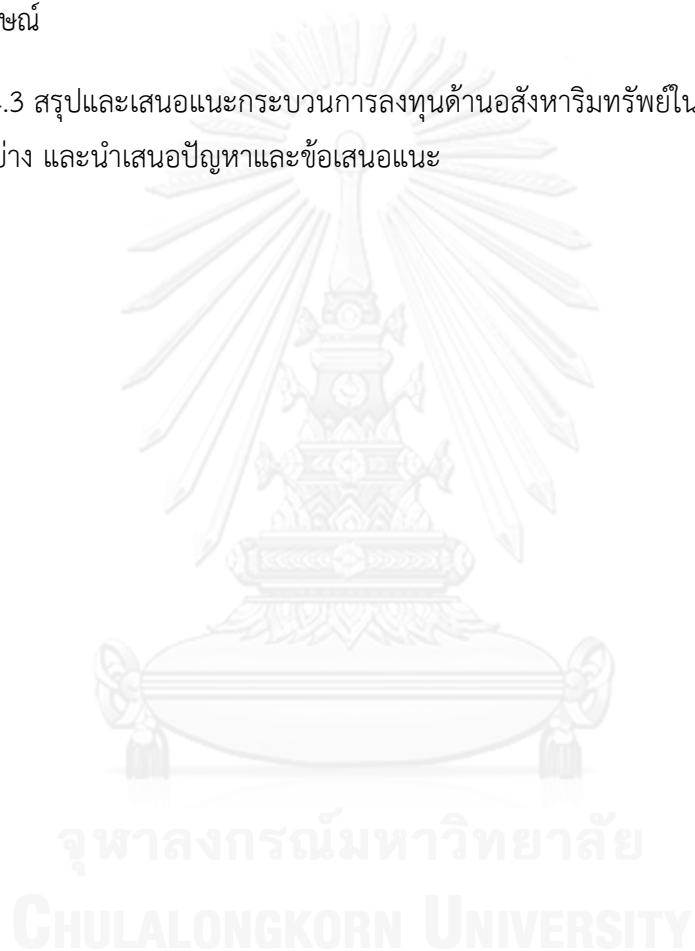 ษณ์
.3 สรุปและเสนอแนะกระบวนการลงทุนด้านอสังหาริมทรัพย์ใน
ย่าง และนำเสนอปัญหาและข้อเสนอแนะ
จุฬาลงกรณ์มหาวิทยาลัย
CHULALONGKORN UNIVERSITY